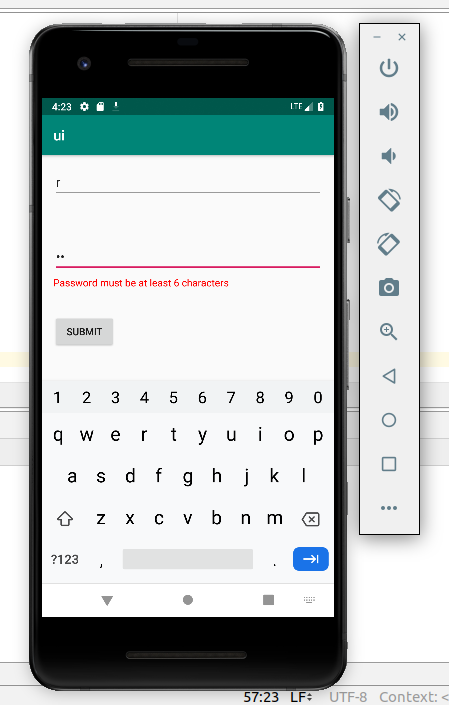 4:23 LTE
ui
r
••
Password must be at least 6 characters
SUBMIT
1 2 3 4 5 6 7 8 9 0
q w e r t y u i o p
a s d f g h j k l
z x c v b n m
?123 , .
57:23 LF UTF-8 Context: <